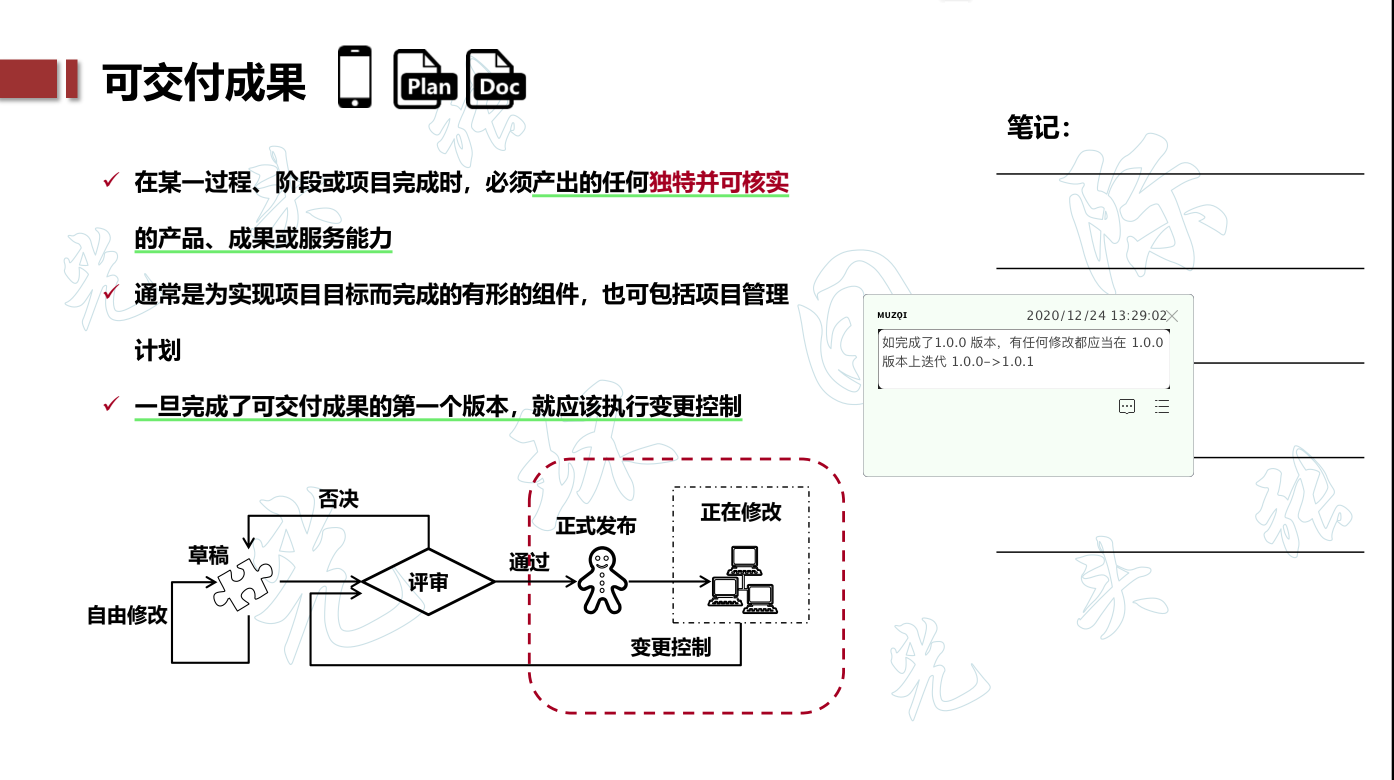 可交付成果
Plan
Doc
笔记：
在某一过程、阶段或项目完成时，必须产出的任何独特并可核实
的产品、成果或服务能力
通常是为实现项目目标而完成的有形的组件，也可包括项目管理
计划
一旦完成了可交付成果的第一个版本，就应该执行变更控制
MUZQI
2020/12/24 13:29:02
如完成了1.0.0 版本，有任何修改都应当在 1.0.0
版本上迭代 1.0.0->1.0.1
否决
草稿
自由修改
评审
通过
正式发布
正在修改
变更控制